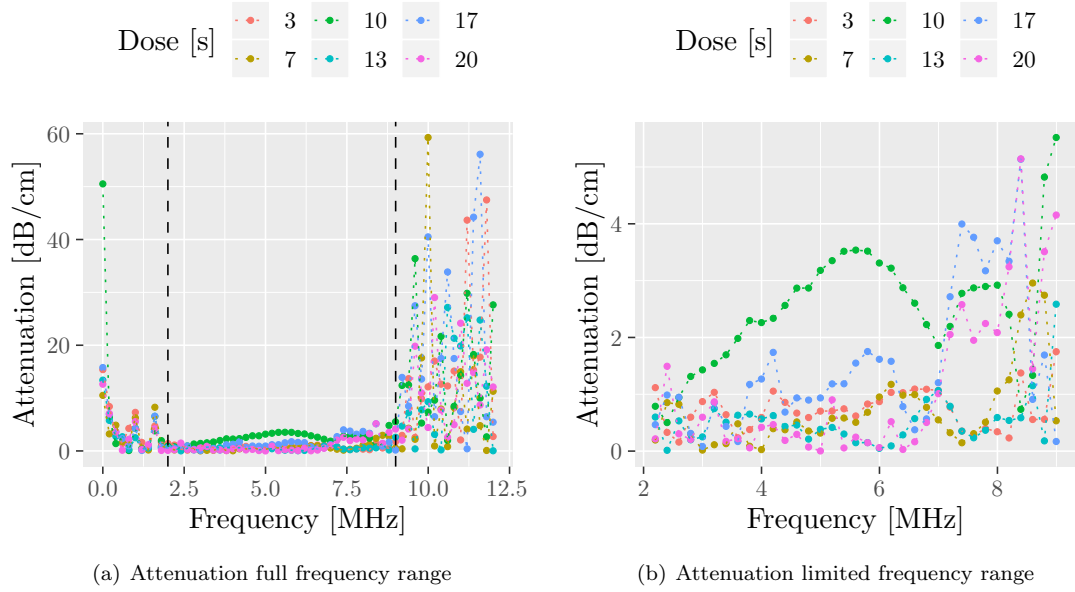 Dose [s] 3 10 17
7 13 20
Attenuation [dB/cm]
60
40
20
0
0.0 2.5 5.0 7.5 10.0 12.5
Frequency [MHz]
(a) Attenuation full frequency range
Dose [s] 3 10 17
7 13 20
Attenuation [dB/cm]
4
2
0
2 4 6 8
Frequency [MHz]
(b) Attenuation limited frequency range